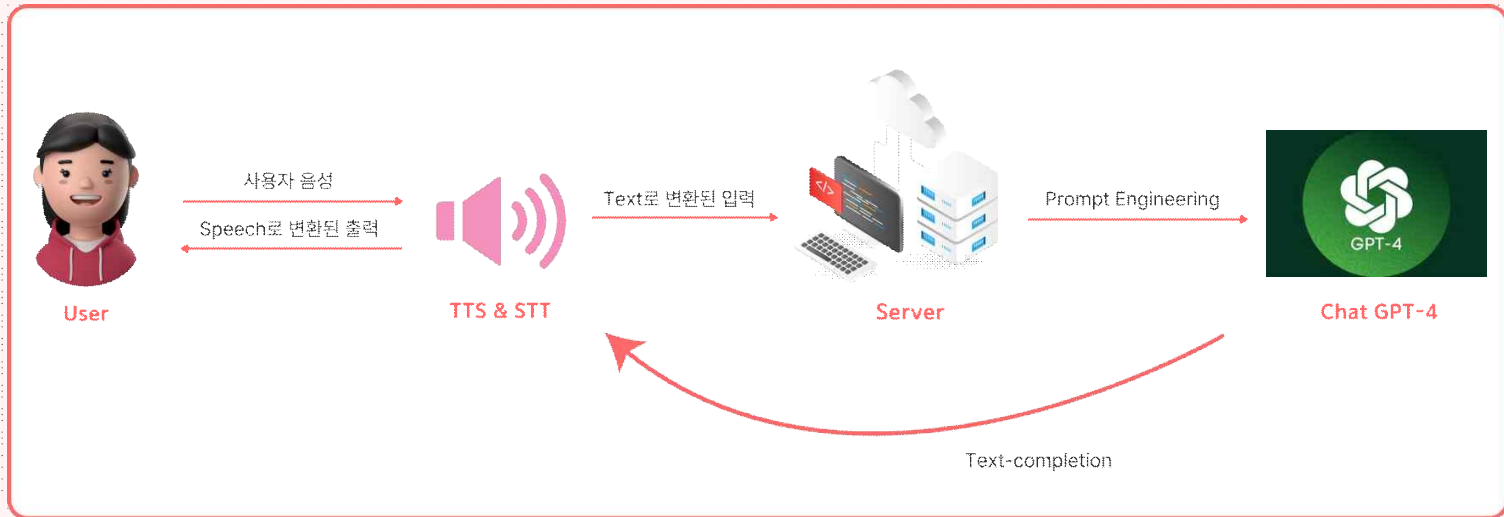 사용자 음성
Speech로 변환된 출력
Text로 변환된 입력
</>
Prompt Engineering
GPT-4
User
TTS & STT
Server
Chat GPT-4
Text-completion